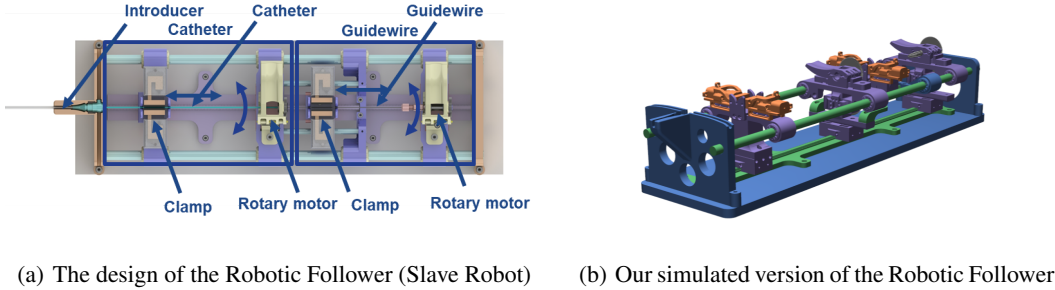 Introducer
Catheter
Guidewire
Catheter
Guidewire
Clamp
Rotary motor
Clamp
Rotary motor
(a) The design of the Robotic Follower (Slave Robot)
(b) Our simulated version of the Robotic Follower